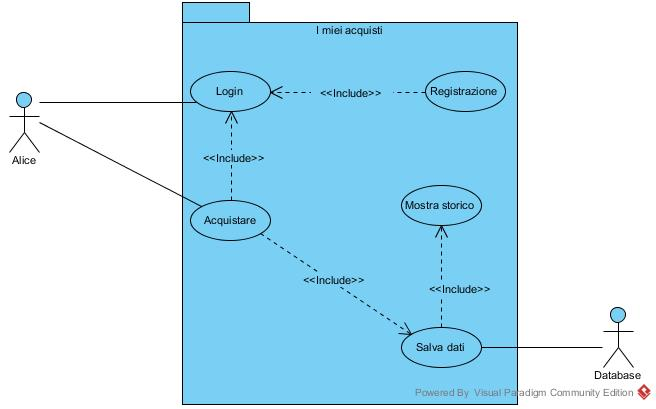 I miei acquisti
Login
<<Include>>
Registrazione
Alice
<<Include>>
Acquistare
Mostra storico
<<Include>>
<<Include>>
Salva dati
Database
Powered By Visual Paradigm Community Edition